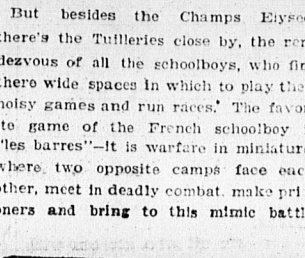 But besides the Champs Elysee
there's the Tuilleries close by, the ren
dezvous of all the schoolboys, who fin
there wide spaces in which to play the
noisy games and run races. The favor
te game of the French schoolboy
"les barres"—it is warfare in miniature
where two opposite camps face each
other, meet in deadly combat. make pri
oners and bring to this mimic battl